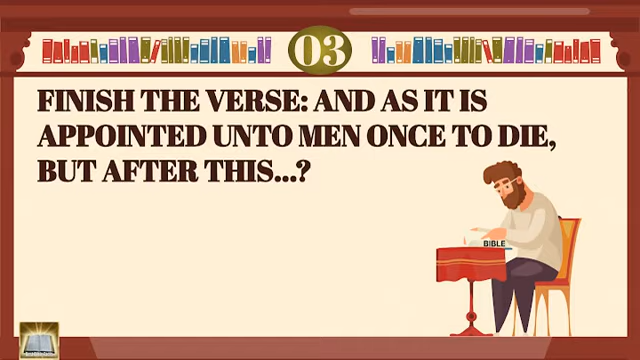 03
FINISH THE VERSE: AND AS IT IS
APPOINTED UNTO MEN ONCE TO DIE,
BUT AFTER THIS...?
BIBLE